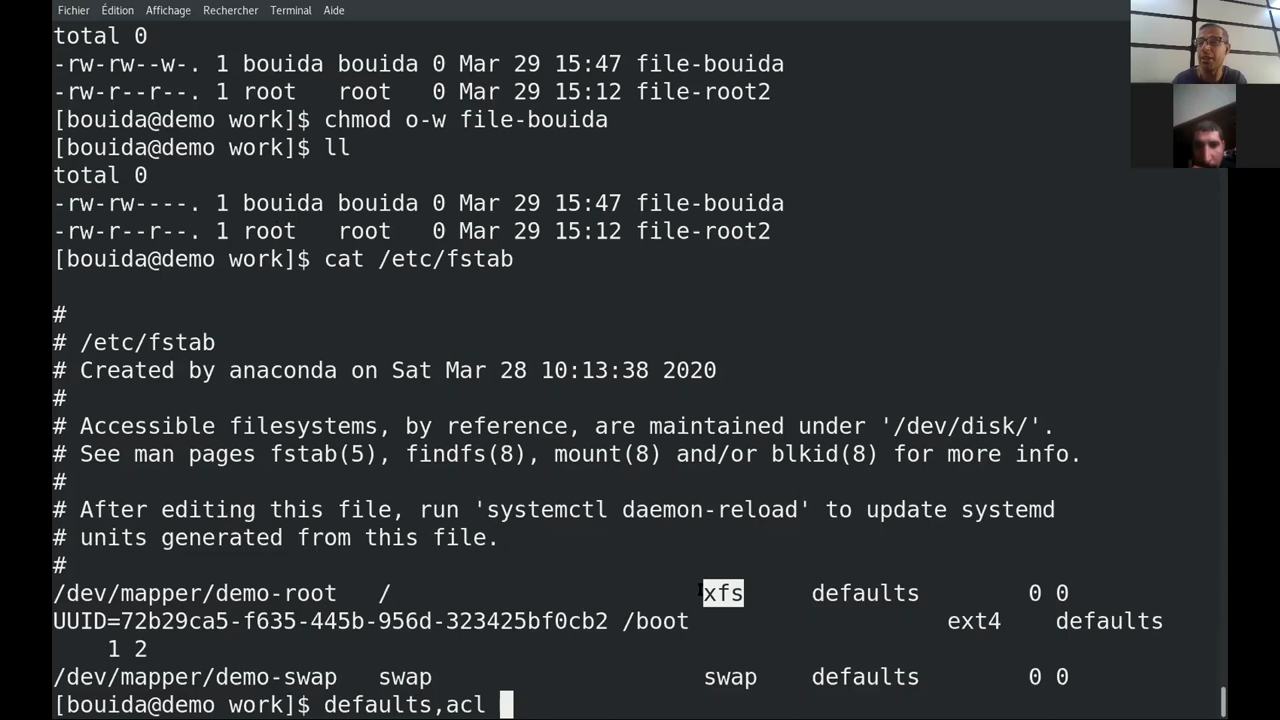 Fichier Édition Affichage Rechercher Terminal Aide
total 0
-rw-rw--w-. 1 bouida bouida 0 Mar 29 15:47 file-bouida
-rw-r--r--. 1 root   root   0 Mar 29 15:12 file-root2
[bouida@demo work]$ chmod o-w file-bouida
[bouida@demo work]$ ll
total 0
-rw-rw----. 1 bouida bouida 0 Mar 29 15:47 file-bouida
-rw-r--r--. 1 root   root   0 Mar 29 15:12 file-root2
[bouida@demo work]$ cat /etc/fstab
#
# /etc/fstab
# Created by anaconda on Sat Mar 28 10:13:38 2020
#
# Accessible filesystems, by reference, are maintained under '/dev/disk/'.
# See man pages fstab(5), findfs(8), mount(8) and/or blkid(8) for more info.
#
# After editing this file, run 'systemctl daemon-reload' to update systemd
# units generated from this file.
#
/dev/mapper/demo-root   /                       xfs     defaults        0 0
UUID=72b29ca5-f635-445b-956d-323425bf0cb2 /boot                   ext4    defaults
    1 2
/dev/mapper/demo-swap   swap                    swap    defaults        0 0
[bouida@demo work]$ defaults,acl